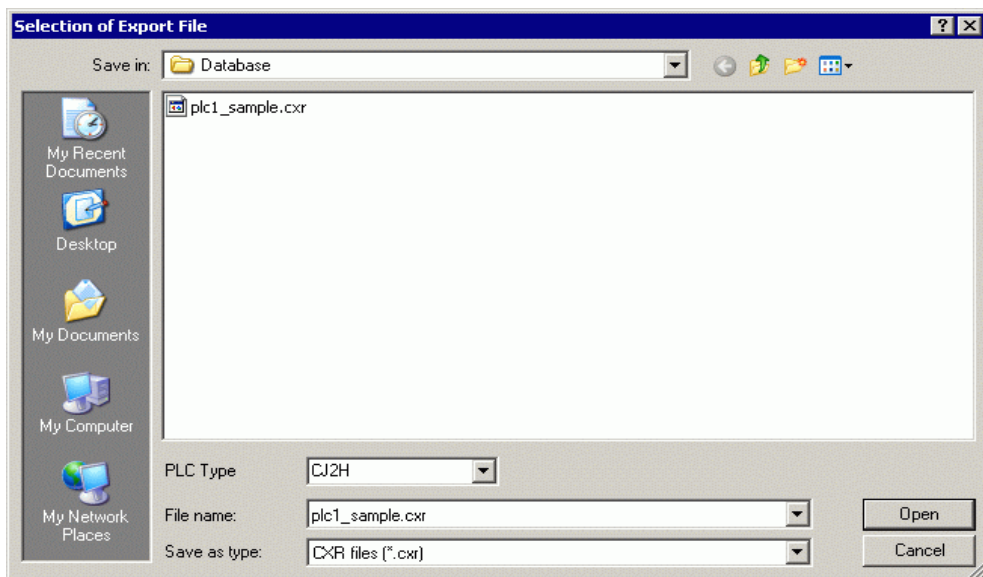 Selection of Export File
Save in:
Database
plc1_sample.cxr
My Recent
Documents
Desktop
My Documents
My Computer
My Network
Places
PLC Type
CJ2H
File name:
plc1_sample.cxr
Open
Save as type:
CXR files (*.cxr)
Cancel